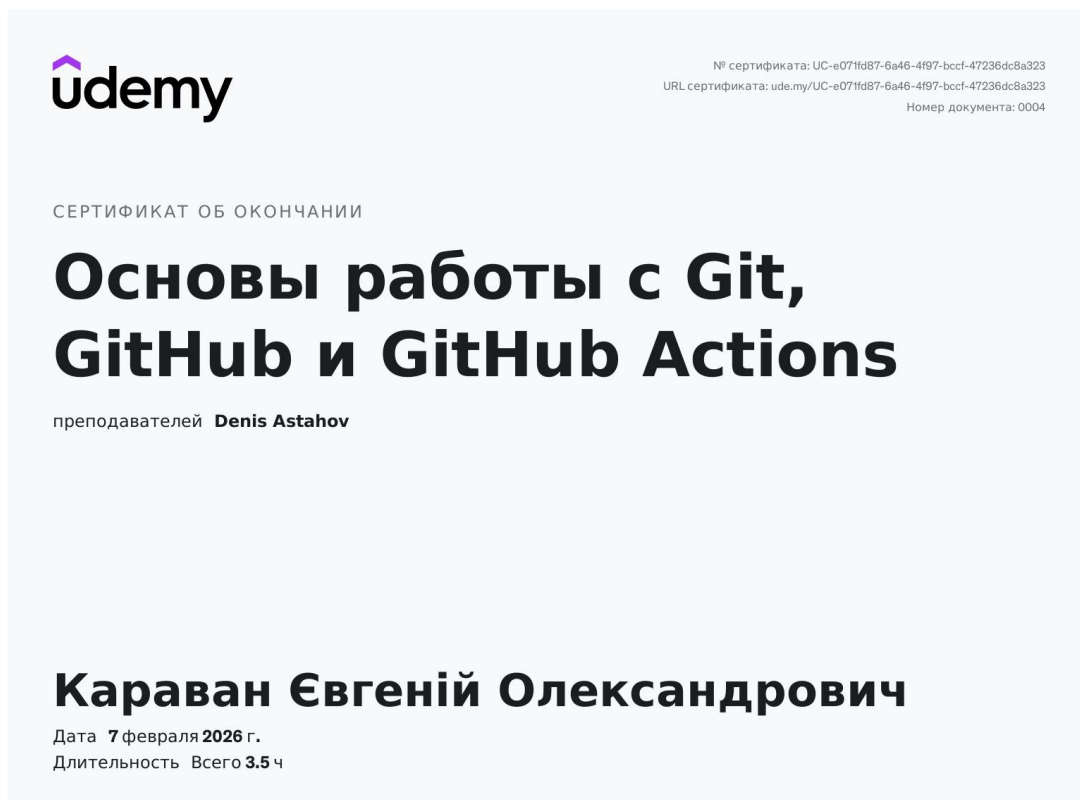 udemy
№ сертификата: UC-e071fd87-6a46-4f97-bccf-47236dc8a323
URL сертификата: ude.my/UC-e071fd87-6a46-4f97-bccf-47236dc8a323
Номер документа: 0004
СЕРТИФИКАТ ОБ ОКОНЧАНИИ
Основы работы с Git,
GitHub и GitHub Actions
преподавателей Denis Astahov
Караван Євгеній Олександрович
Дата 7 февраля 2026 г.
Длительность Всего 3.5 ч